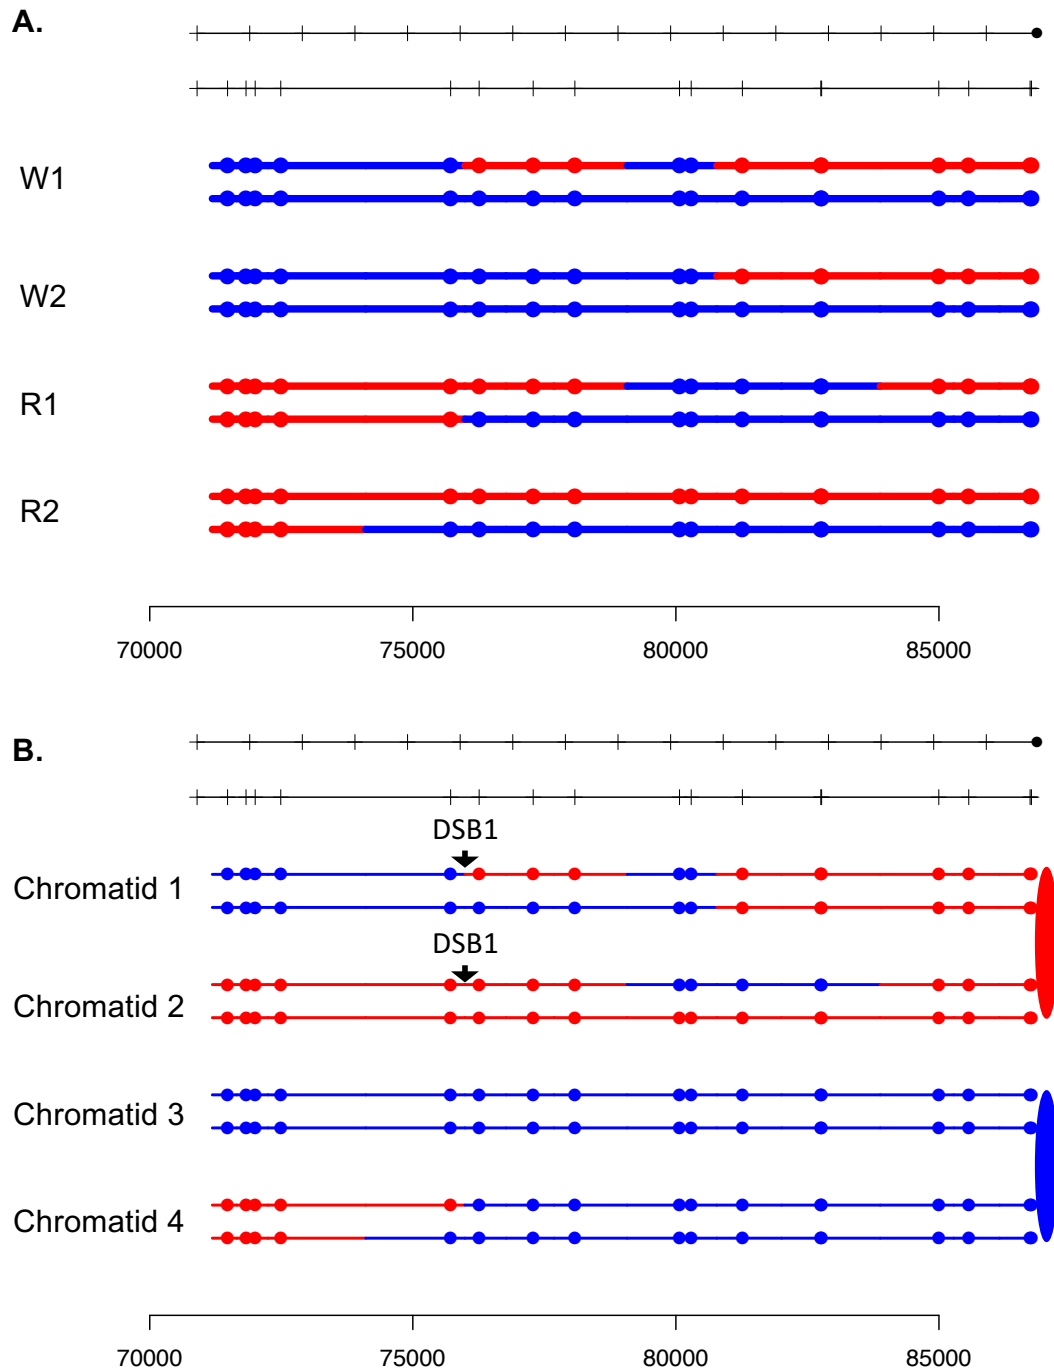 A.
W1
W2
R1
R2
70000 75000 80000 85000
B.
DSB1
Chromatid 1
DSB1
Chromatid 2
Chromatid 3
Chromatid 4
70000 75000 80000 85000